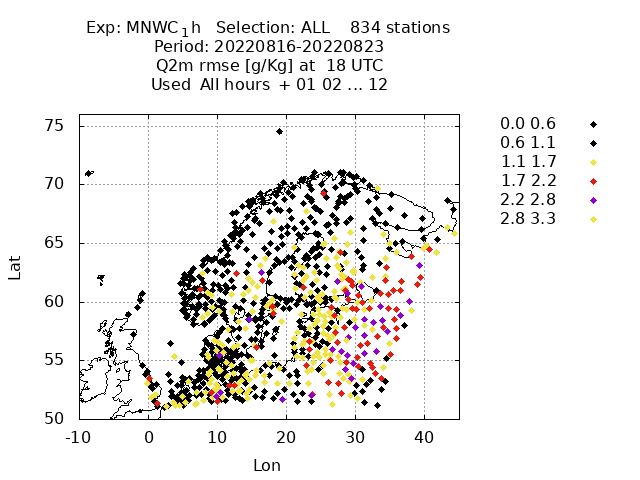 Exp: MNWC1h Selection: ALL 834 stations
Period: 20220816-20220823
Q2m rmse [g/Kg] at 18 UTC
Used All hours + 01 02 ... 12
0.0 0.6
0.6 1.1
1.1 1.7
1.7 2.2
2.2 2.8
2.8 3.3
75
70
65
60
55
50
Lat
-10 0 10 20 30 40
Lon